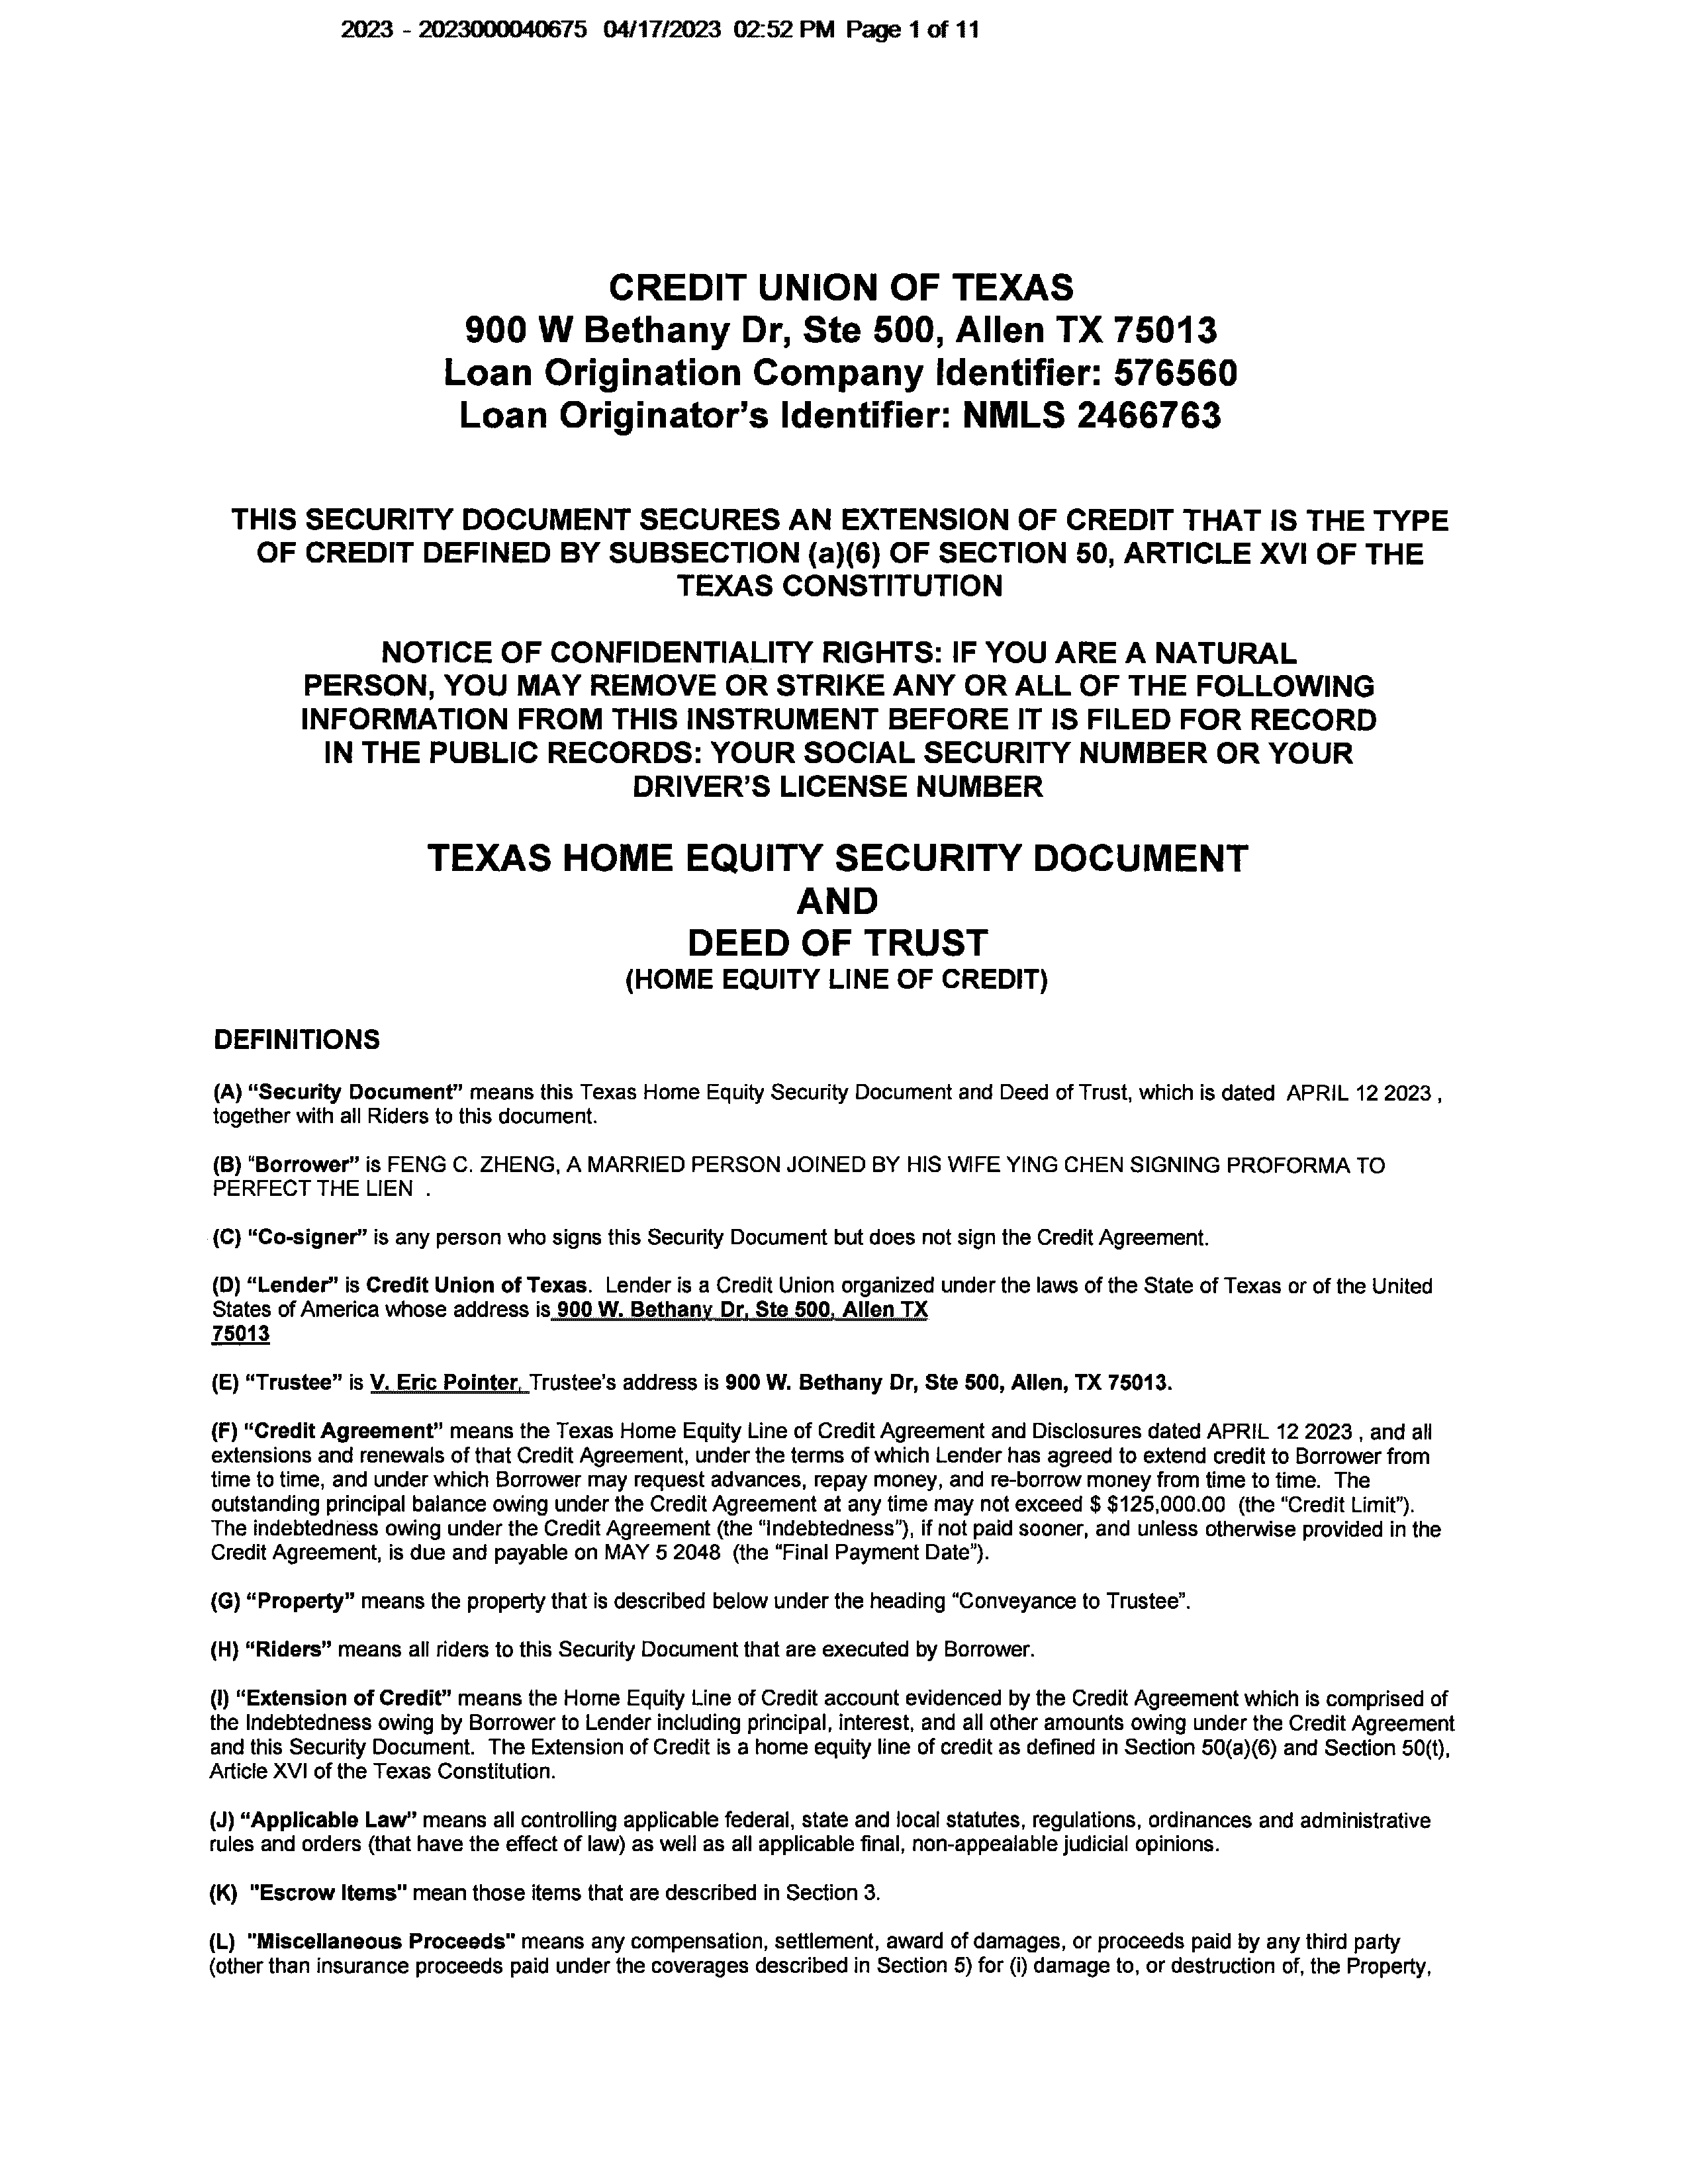 2023 - 2023000040675 04/17/2023 02:52 PM Page 1 of 11
CREDIT UNION OF TEXAS
900 W Bethany Dr, Ste 500, Allen TX 75013
Loan Origination Company Identifier: 576560
Loan Originator's Identifier: NMLS 2466763
THIS SECURITY DOCUMENT SECURES AN EXTENSION OF CREDIT THAT IS THE TYPE
OF CREDIT DEFINED BY SUBSECTION (a)(6) OF SECTION 50, ARTICLE XVI OF THE
TEXAS CONSTITUTION
NOTICE OF CONFIDENTIALITY RIGHTS: IF YOU ARE A NATURAL
PERSON, YOU MAY REMOVE OR STRIKE ANY OR ALL OF THE FOLLOWING
INFORMATION FROM THIS INSTRUMENT BEFORE IT IS FILED FOR RECORD
IN THE PUBLIC RECORDS: YOUR SOCIAL SECURITY NUMBER OR YOUR
DRIVER'S LICENSE NUMBER
TEXAS HOME EQUITY SECURITY DOCUMENT
AND
DEED OF TRUST
(HOME EQUITY LINE OF CREDIT)
DEFINITIONS
(A) "Security Document" means this Texas Home Equity Security Document and Deed of Trust, which is dated APRIL 12 2023 ,
together with all Riders to this document.
(B) "Borrower" is FENG C. ZHENG, A MARRIED PERSON JOINED BY HIS WIFE YING CHEN SIGNING PROFORMA TO
PERFECT THE LIEN .
(C) "Co-signer" is any person who signs this Security Document but does not sign the Credit Agreement.
(D) "Lender" is Credit Union of Texas. Lender is a Credit Union organized under the laws of the State of Texas or of the United
States of America whose address is 900 W. Bethany Dr, Ste 500, Allen TX
75013
(E) "Trustee" is V. Eric Pointer, Trustee's address is 900 W. Bethany Dr, Ste 500, Allen, TX 75013.
(F) "Credit Agreement" means the Texas Home Equity Line of Credit Agreement and Disclosures dated APRIL 12 2023 , and all
extensions and renewals of that Credit Agreement, under the terms of which Lender has agreed to extend credit to Borrower from
time to time, and under which Borrower may request advances, repay money, and re-borrow money from time to time. The
outstanding principal balance owing under the Credit Agreement at any time may not exceed $ $125,000.00 (the "Credit Limit").
The indebtedness owing under the Credit Agreement (the "Indebtedness"), if not paid sooner, and unless otherwise provided in the
Credit Agreement, is due and payable on MAY 5 2048 (the "Final Payment Date").
(G) "Property" means the property that is described below under the heading "Conveyance to Trustee".
(H) "Riders" means all riders to this Security Document that are executed by Borrower.
(I) "Extension of Credit" means the Home Equity Line of Credit account evidenced by the Credit Agreement which is comprised of
the Indebtedness owing by Borrower to Lender including principal, interest, and all other amounts owing under the Credit Agreement
and this Security Document. The Extension of Credit is a home equity line of credit as defined in Section 50(a)(6) and Section 50(t),
Article XVI of the Texas Constitution.
(J) "Applicable Law" means all controlling applicable federal, state and local statutes, regulations, ordinances and administrative
rules and orders (that have the effect of law) as well as all applicable final, non-appealable judicial opinions.
(K) "Escrow Items" mean those items that are described in Section 3.
(L) "Miscellaneous Proceeds" means any compensation, settlement, award of damages, or proceeds paid by any third party
(other than insurance proceeds paid under the coverages described in Section 5) for (i) damage to, or destruction of, the Property,